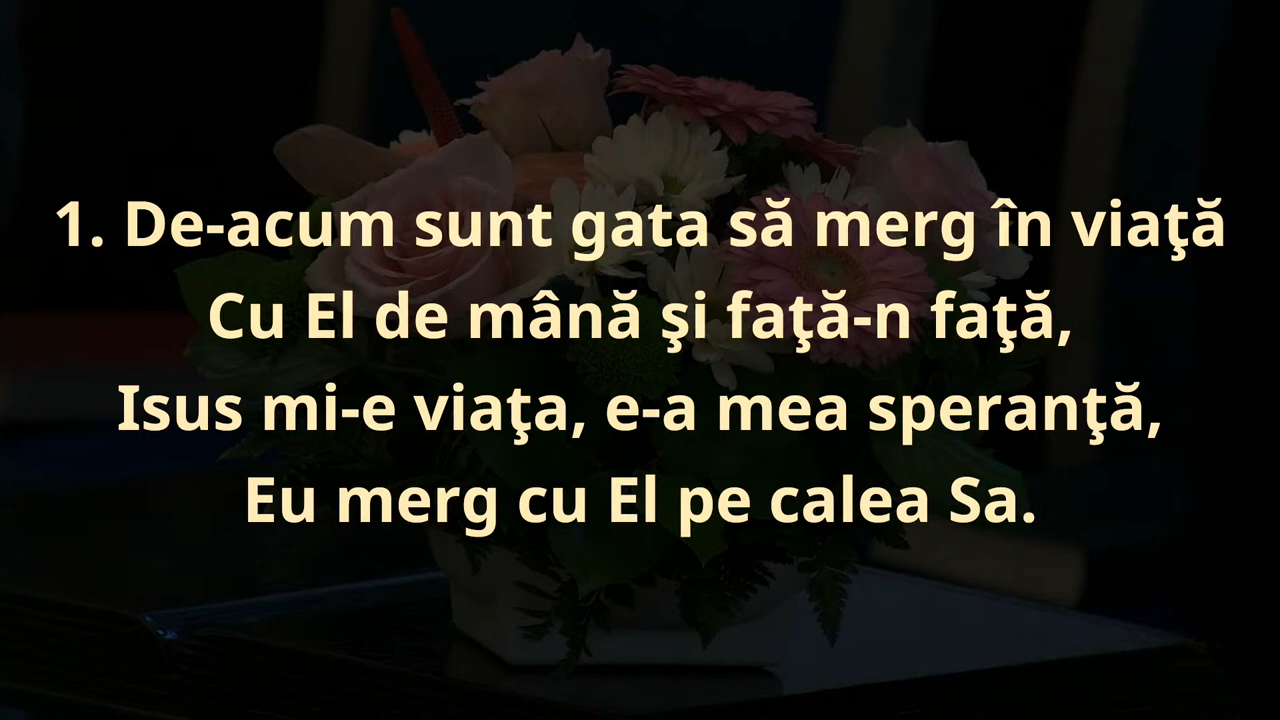 1. De-acum sunt gata să merg în viaţă
Cu El de mână şi faţă-n faţă,
Isus mi-e viaţa, e-a mea speranţă,
Eu merg cu El pe calea Sa.